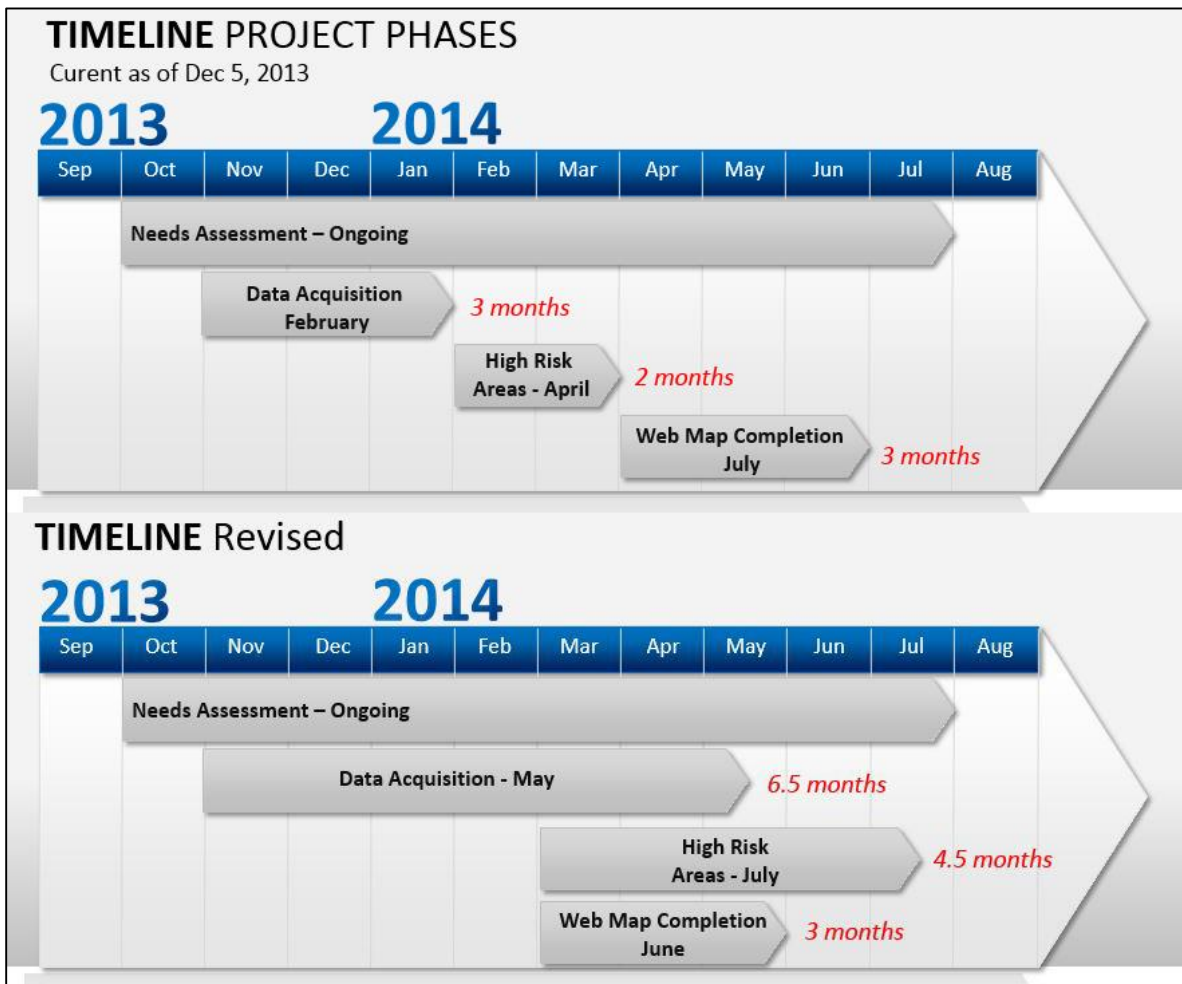 TIMELINE PROJECT PHASES
Curent as of Dec 5, 2013
2013 2014
Sep Oct Nov Dec Jan Feb Mar Apr May Jun Jul Aug
Needs Assessment – Ongoing
Data Acquisition
February
3 months
High Risk
Areas - April
2 months
Web Map Completion
July
3 months
TIMELINE Revised
2013 2014
Sep Oct Nov Dec Jan Feb Mar Apr May Jun Jul Aug
Needs Assessment – Ongoing
Data Acquisition - May
6.5 months
High Risk
Areas - July
4.5 months
Web Map Completion
June
3 months